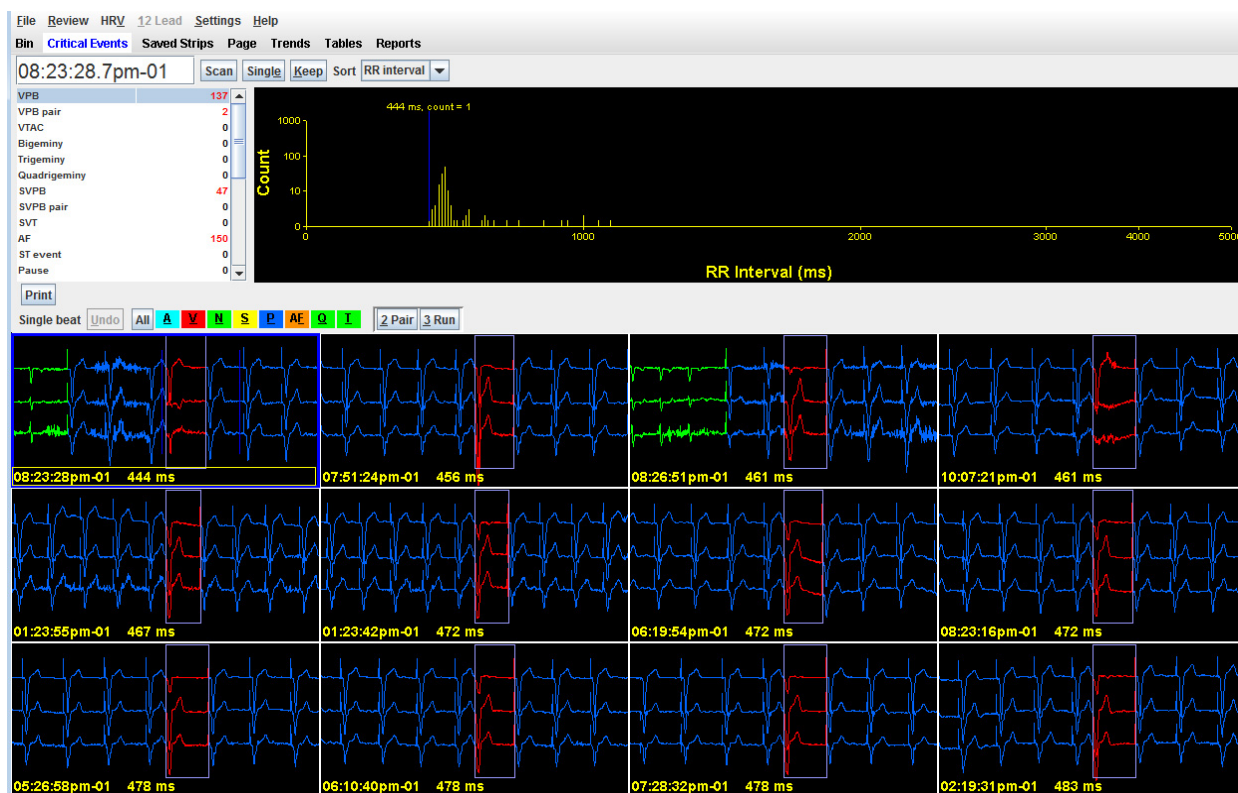 File Review HRV 12 Lead Settings Help
Bin Critical Events Saved Strips Page Trends Tables Reports
08:23:28.7pm-01 Scan Single Keep Sort RR interval
VPB 137
VPB pair 2
VTAC 0
Bigeminy 0
Trigeminy 0
Quadrigeminy 0
SVPB 47
SVPB pair 0
SVT 0
AF 150
ST event 0
Pause 0
444 ms, count = 1
Count
1000
100
10
0
0 1000 2000 3000 4000 5000
RR Interval (ms)
Print
Single beat Undo All A V N S P AF Q T 2 Pair 3 Run
08:23:28pm-01 444 ms 07:51:24pm-01 456 ms 08:26:51pm-01 461 ms 10:07:21pm-01 461 ms
01:23:55pm-01 467 ms 01:23:42pm-01 472 ms 06:19:54pm-01 472 ms 08:23:16pm-01 472 ms
05:26:58pm-01 478 ms 06:10:40pm-01 478 ms 07:28:32pm-01 478 ms 02:19:31pm-01 483 ms